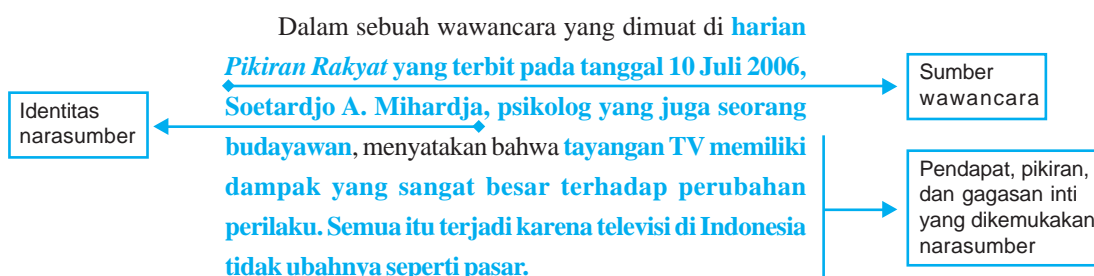 Dalam sebuah wawancara yang dimuat di harian
Pikiran Rakyat yang terbit pada tanggal 10 Juli 2006,
Soetardjo A. Mihardja, psikolog yang juga seorang
budayawan, menyatakan bahwa tayangan TV memiliki
dampak yang sangat besar terhadap perubahan
perilaku. Semua itu terjadi karena televisi di Indonesia
tidak ubahnya seperti pasar.
Identitas
narasumber
Sumber
wawancara
Pendapat, pikiran,
dan gagasan inti
yang dikemukakan
narasumber